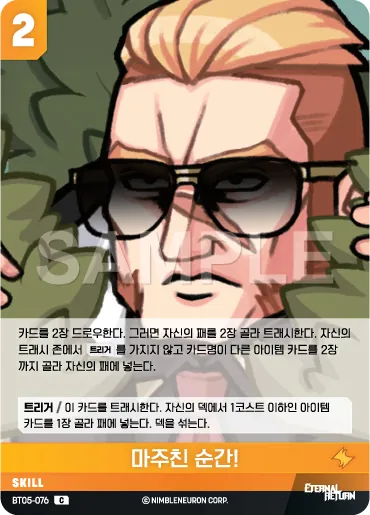 2
SAMPLE
카드를 2장 드로우한다. 그러면 자신의 패를 2장 골라 트래시한다. 자신의
트래시 존에서 트리거 를 가지지 않고 카드명이 다른 아이템 카드를 2장
까지 골라 자신의 패에 넣는다.
트리거 / 이 카드를 트래시한다. 자신의 덱에서 1코스트 이하인 아이템
카드를 1장 골라 패에 넣는다. 덱을 섞는다.
마주친 순간!
SKILL
BT05-076 C ⓒ NIMBLENEURON CORP.
ETERNAL
RETURN